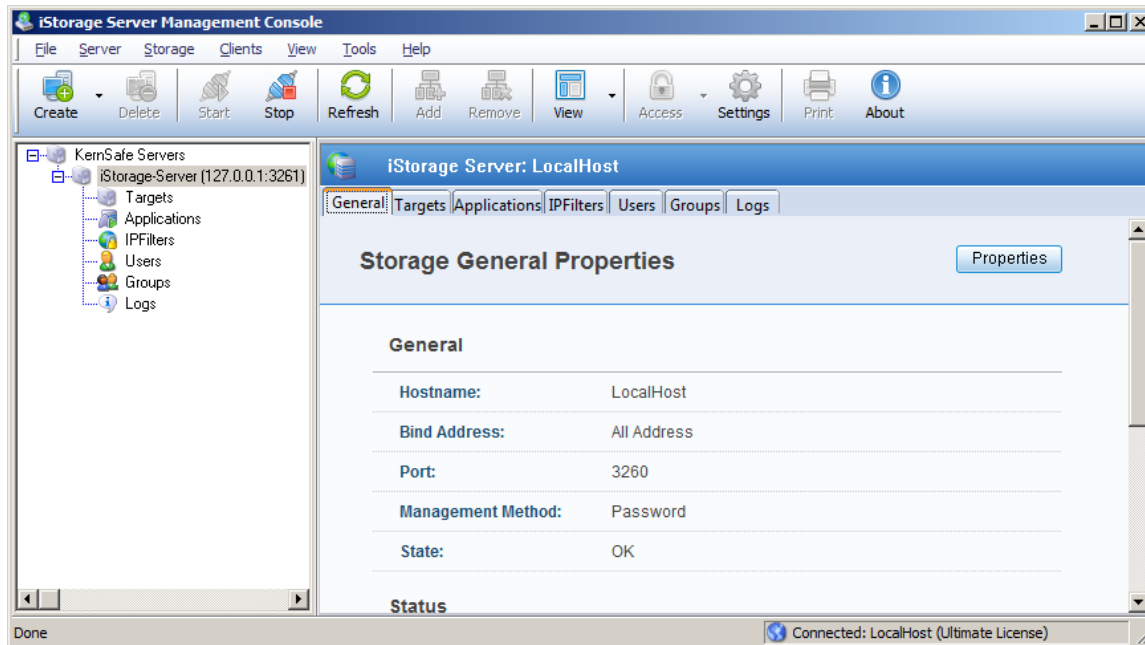 iStorage Server Management Console
File Server Storage Clients View Tools Help
Create Delete Start Stop Refresh Add Remove View Access Settings Print About
KernSafe Servers
iStorage-Server (127.0.0.1:3261)
Targets
Applications
IPFilters
Users
Groups
Logs
iStorage Server: LocalHost
General Targets Applications IPFilters Users Groups Logs
Storage General Properties
Properties
General
Hostname: LocalHost
Bind Address: All Address
Port: 3260
Management Method: Password
State: OK
Status
Done
Connected: LocalHost (Ultimate License)